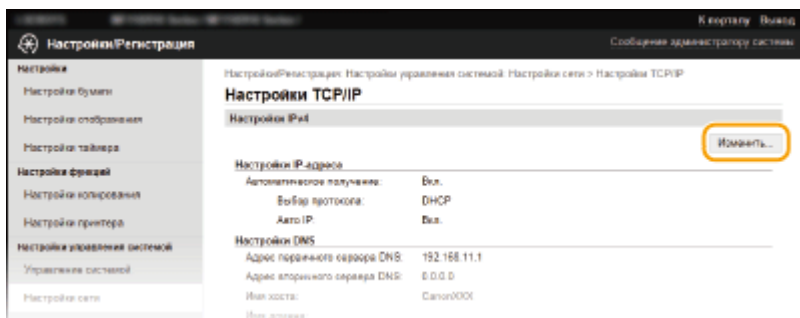 К порталу Выход
Настройки/Регистрация
Сообщение администратору системы
Настройки
Настройки бумаги
Настройки отображения
Настройки таймера
Настройки функций
Настройки копирования
Настройки принтера
Настройки управления системой
Управление системой
Настройки сети
Настройки/Регистрация: Настройки управления системой: Настройки сети > Настройки TCP/IP
Настройки TCP/IP
Настройки IPv4
Изменить...
Настройки IP-адреса
Автоматическое получение: Вкл.
Выбор протокола: DHCP
Авто IP: Вкл.
Настройки DNS
Адрес первичного сервера DNS: 192.168.11.1
Адрес вторичного сервера DNS: 0.0.0.0
Имя хоста: CanonXXX
Имя домена: